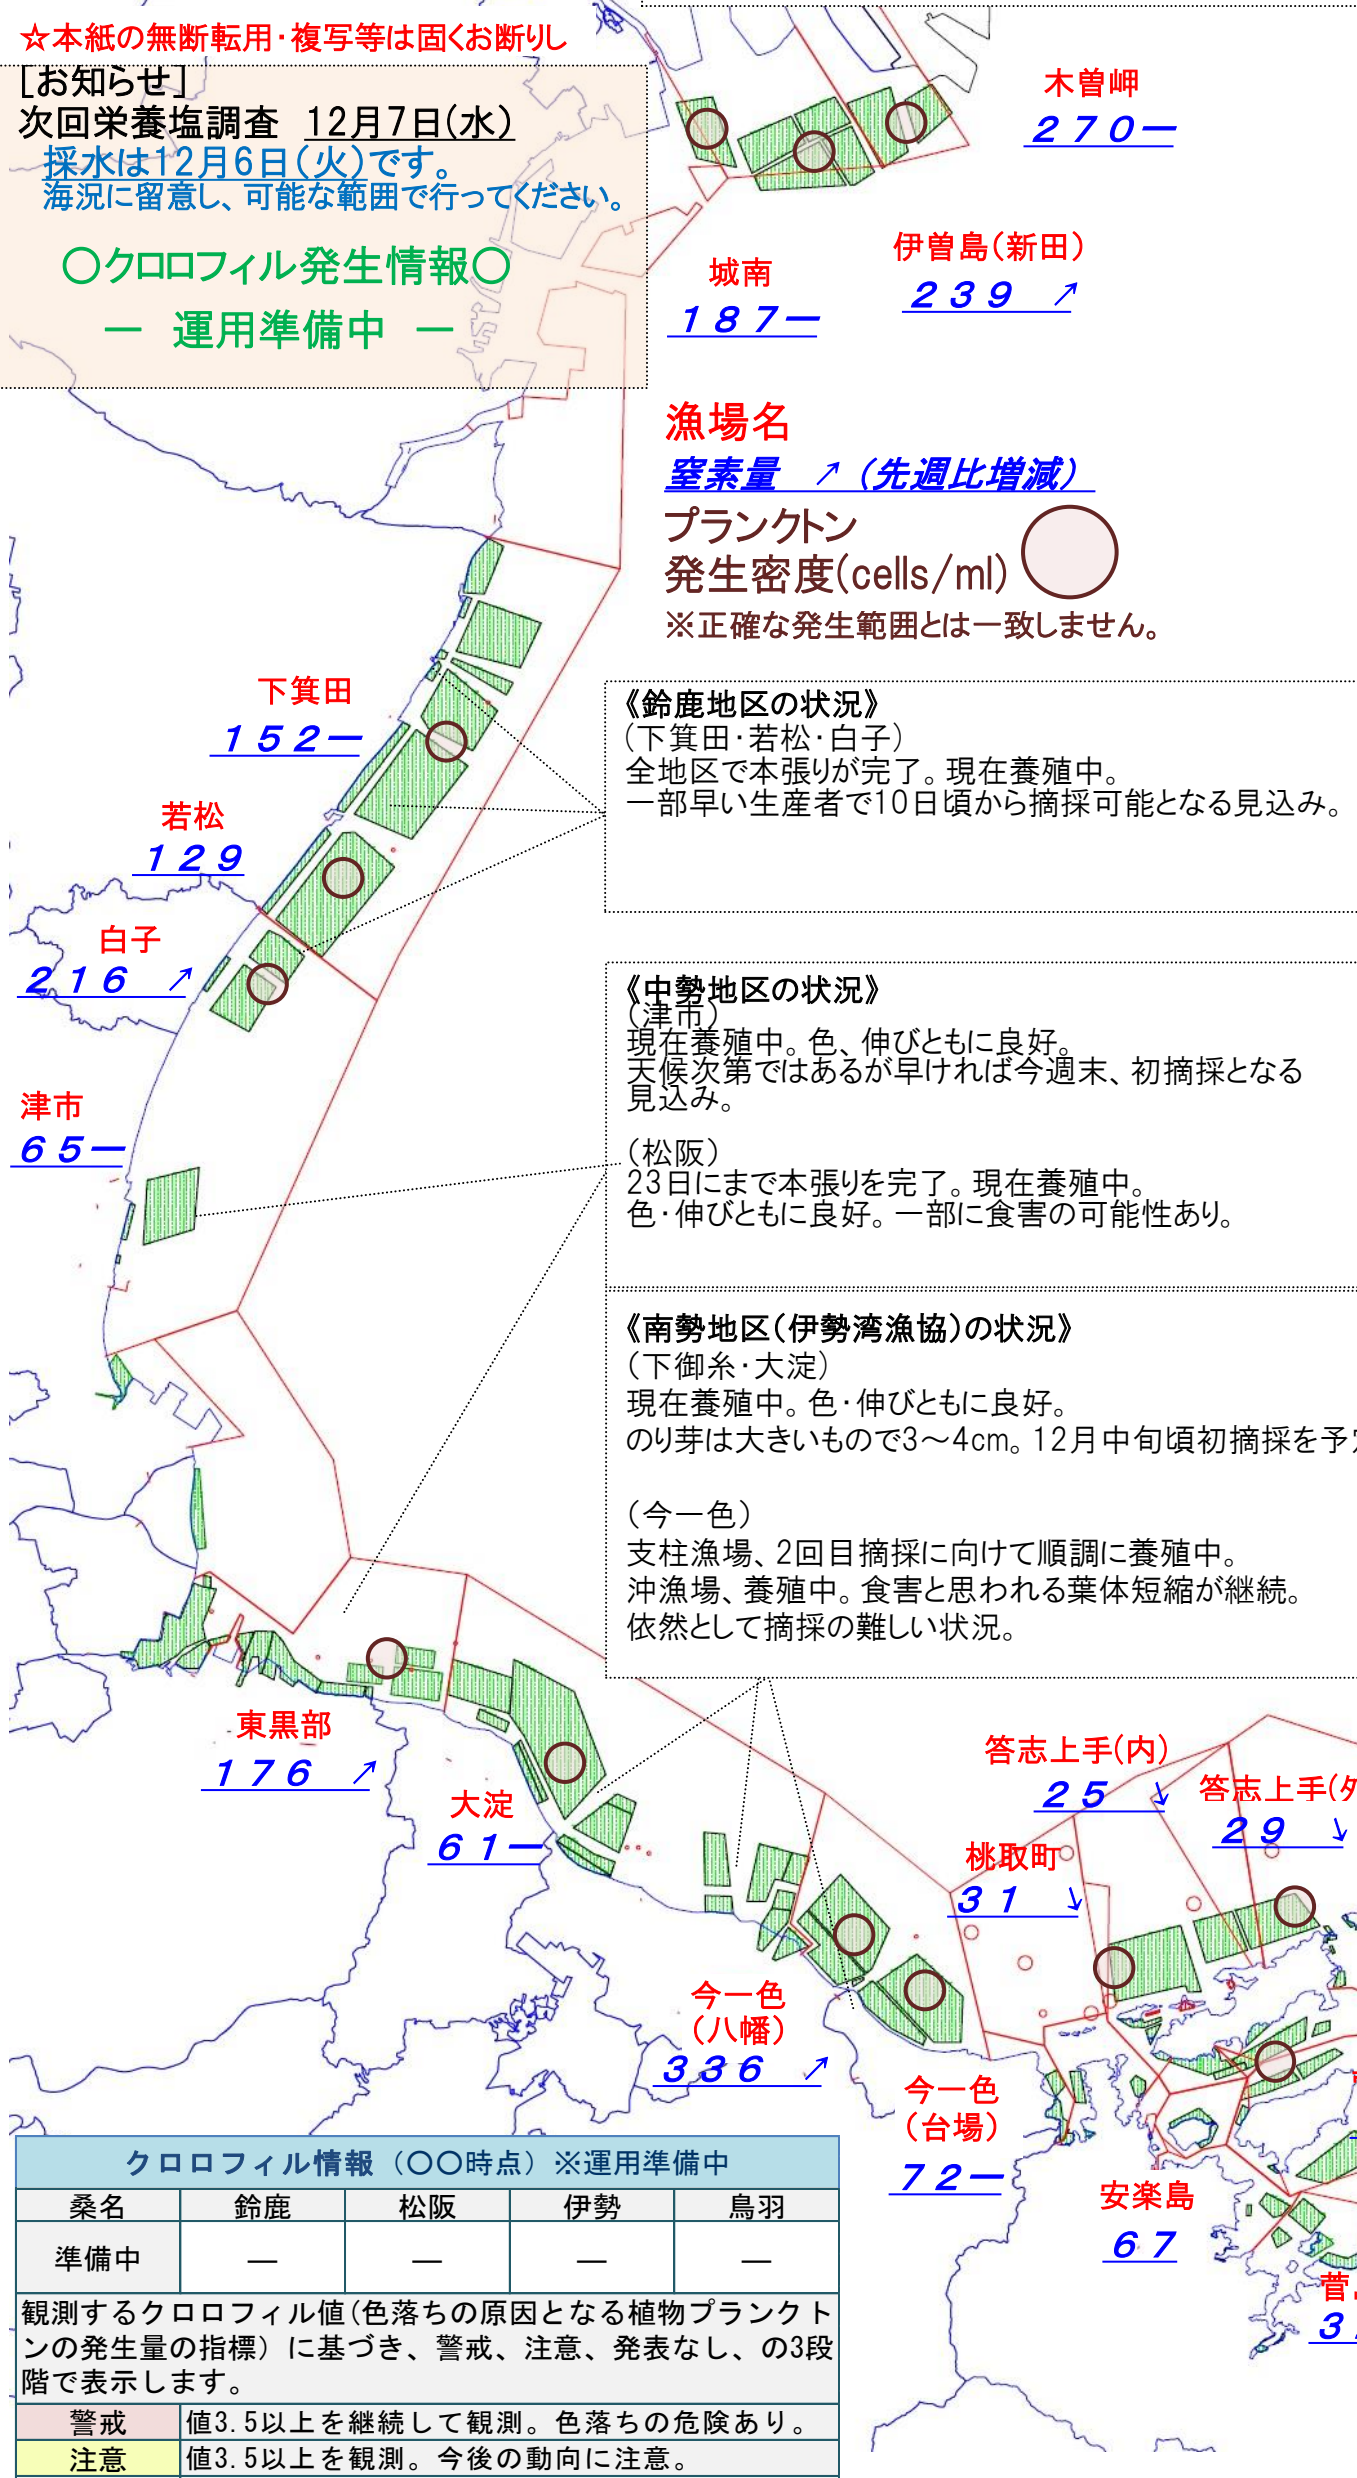 ☆本紙の無断転用・複写等は固くお断りし
[お知らせ]
次回栄養塩調査 12月7日(水)
採水は12月6日(火)です。
海況に留意し、可能な範囲で行ってください。
〇クロロフィル発生情報〇
― 運用準備中 ―
木曽岬
270ー
伊曽島(新田)
239 ↗
城南
187ー
漁場名
窒素量 ↗(先週比増減)
プランクトン
発生密度(cells/ml)
※正確な発生範囲とは一致しません。
下箕田
152ー
若松
129
白子
216 ↗
津市
65ー
《鈴鹿地区の状況》
(下箕田・若松・白子)
全地区で本張りが完了。現在養殖中。
一部早い生産者で10日頃から摘採可能となる見込み。
《中勢地区の状況》
(津市)
現在養殖中。色、伸びともに良好。
天候次第ではあるが早ければ今週末、初摘採となる
見込み。
(松阪)
23日にまで本張りを完了。現在養殖中。
色・伸びともに良好。一部に食害の可能性あり。
《南勢地区(伊勢湾漁協)の状況》
(下御糸・大淀)
現在養殖中。色・伸びともに良好。
のり芽は大きいもので3～4cm。12月中旬頃初摘採を予
(今一色)
支柱漁場、2回目摘採に向けて順調に養殖中。
沖漁場、養殖中。食害と思われる葉体短縮が継続。
依然として摘採の難しい状況。
東黒部
176 ↗
大淀
61ー
答志上手(内)
25 ↓
答志上手(
29 ↓
桃取町
31 ↓
今一色
(八幡)
336 ↗
今一色
(台場)
72ー
安楽島
67
菅
3
クロロフィル情報(〇〇時点)※運用準備中
桑名 鈴鹿 松阪 伊勢 鳥羽
準備中 ― ― ― ―
観測するクロロフィル値(色落ちの原因となる植物プランクト
ンの発生量の指標)に基づき、警戒、注意、発表なし、の3段
階で表示します。
警戒 値3.5以上を継続して観測。色落ちの危険あり。
注意 値3.5以上を観測。今後の動向に注意。